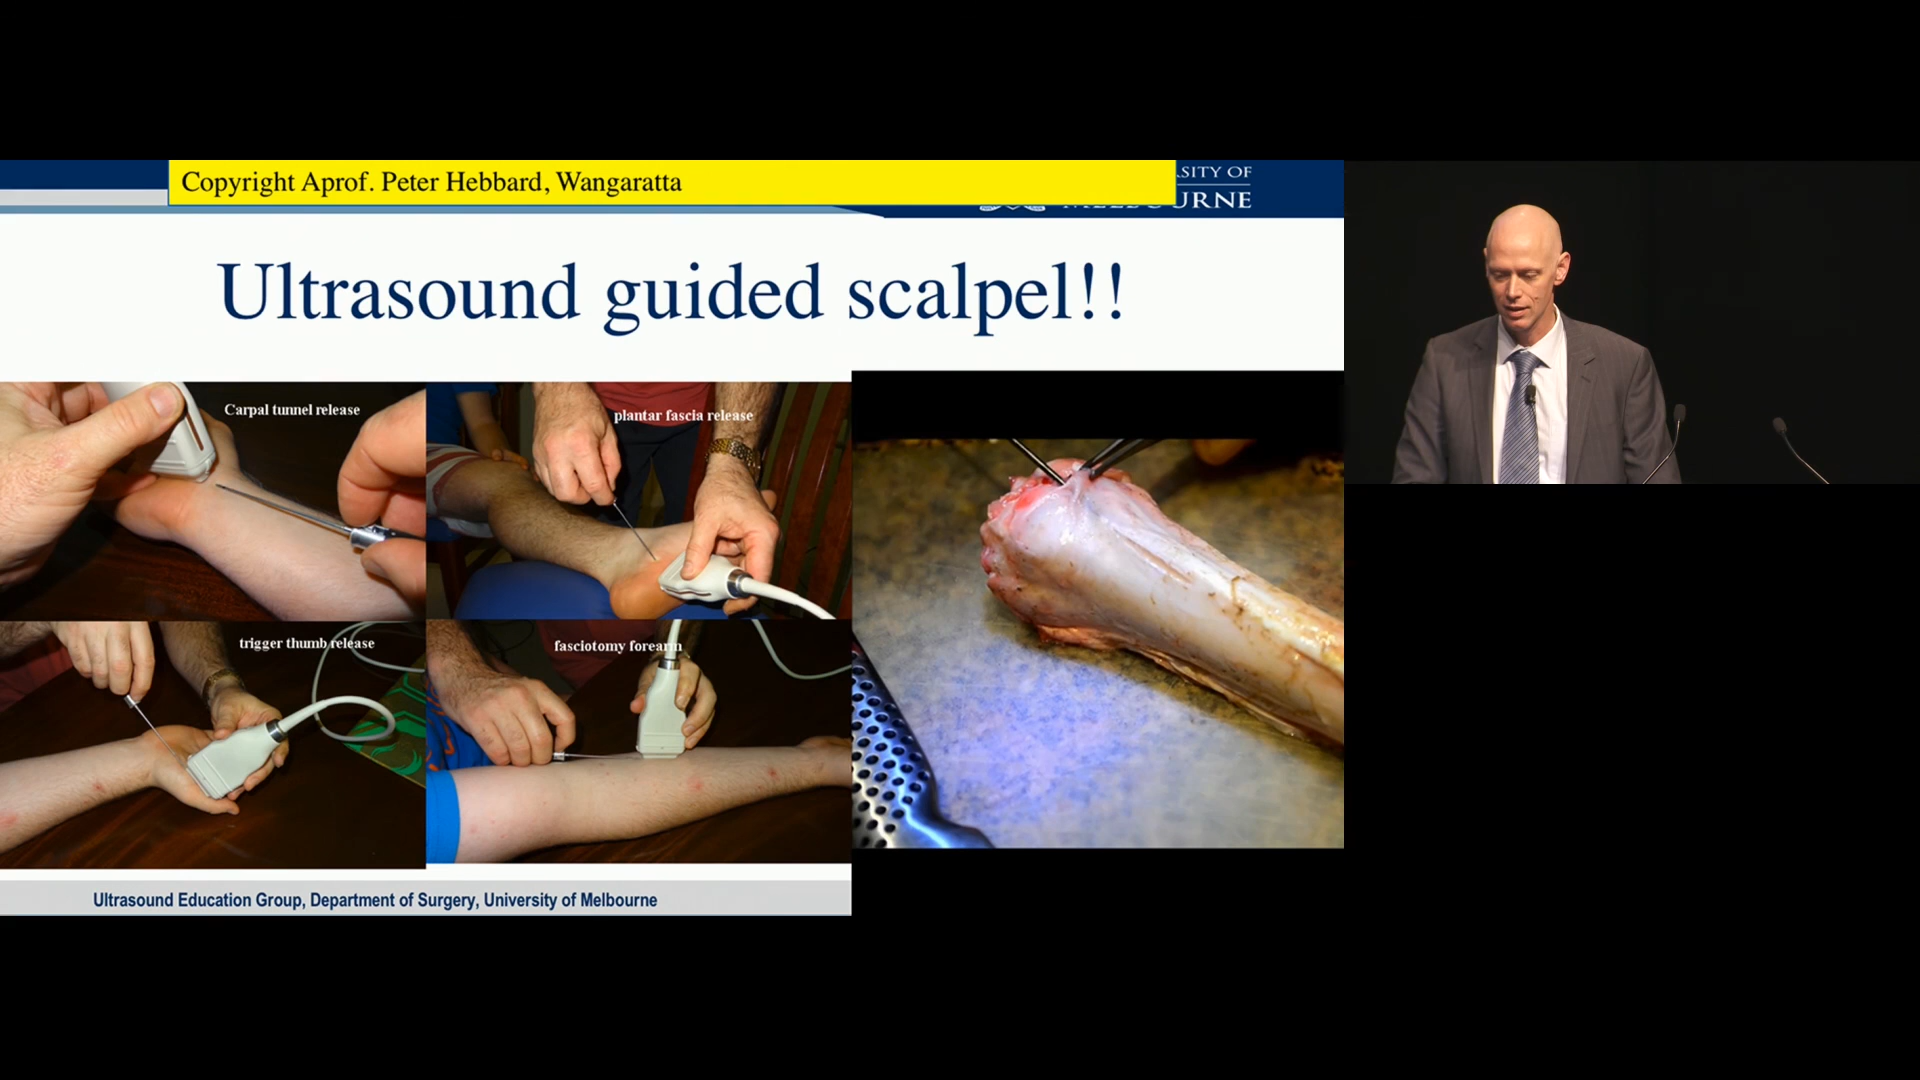 Copyright Aprof. Peter Hebbard, Wangaratta
SITY OF
URNE
Ultrasound guided scalpel!!
Carpal tunnel release
plantar fascia release
trigger thumb release
fasciotomy forearm
Ultrasound Education Group, Department of Surgery, University of Melbourne